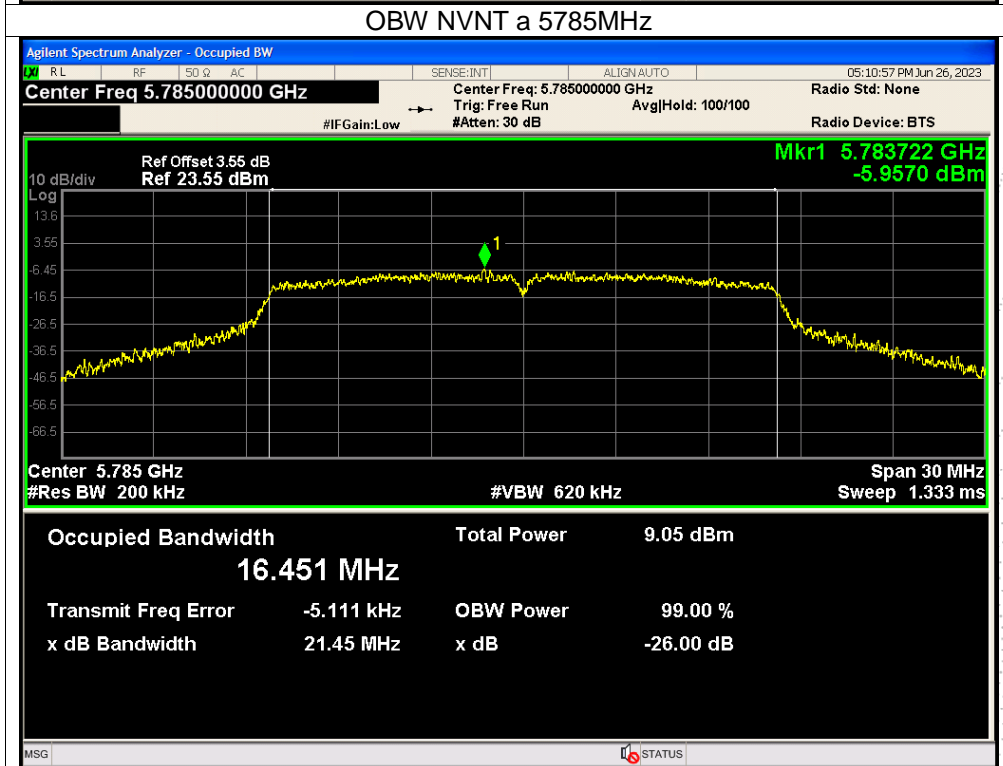 OBW NVNT a 5785MHz
Agilent Spectrum Analyzer - Occupied BW
LXI RL RF 50 Ω AC SENSE:INT ALIGN AUTO 05:10:57 PM Jun 26, 2023
Center Freq 5.785000000 GHz Center Freq: 5.785000000 GHz Radio Std: None
Trig: Free Run Avg|Hold: 100/100
#IFGain:Low #Atten: 30 dB Radio Device: BTS
Mkr1 5.783722 GHz
Ref Offset 3.55 dB
10 dB/div Ref 23.55 dBm -5.9570 dBm
Log
13.6
3.55
1
-6.45
-16.5
-26.5
-36.5
-46.5
-56.5
-66.5
Center 5.785 GHz Span 30 MHz
#Res BW 200 kHz #VBW 620 kHz Sweep 1.333 ms
Occupied Bandwidth Total Power 9.05 dBm
16.451 MHz
Transmit Freq Error -5.111 kHz OBW Power 99.00 %
x dB Bandwidth 21.45 MHz x dB -26.00 dB
MSG STATUS